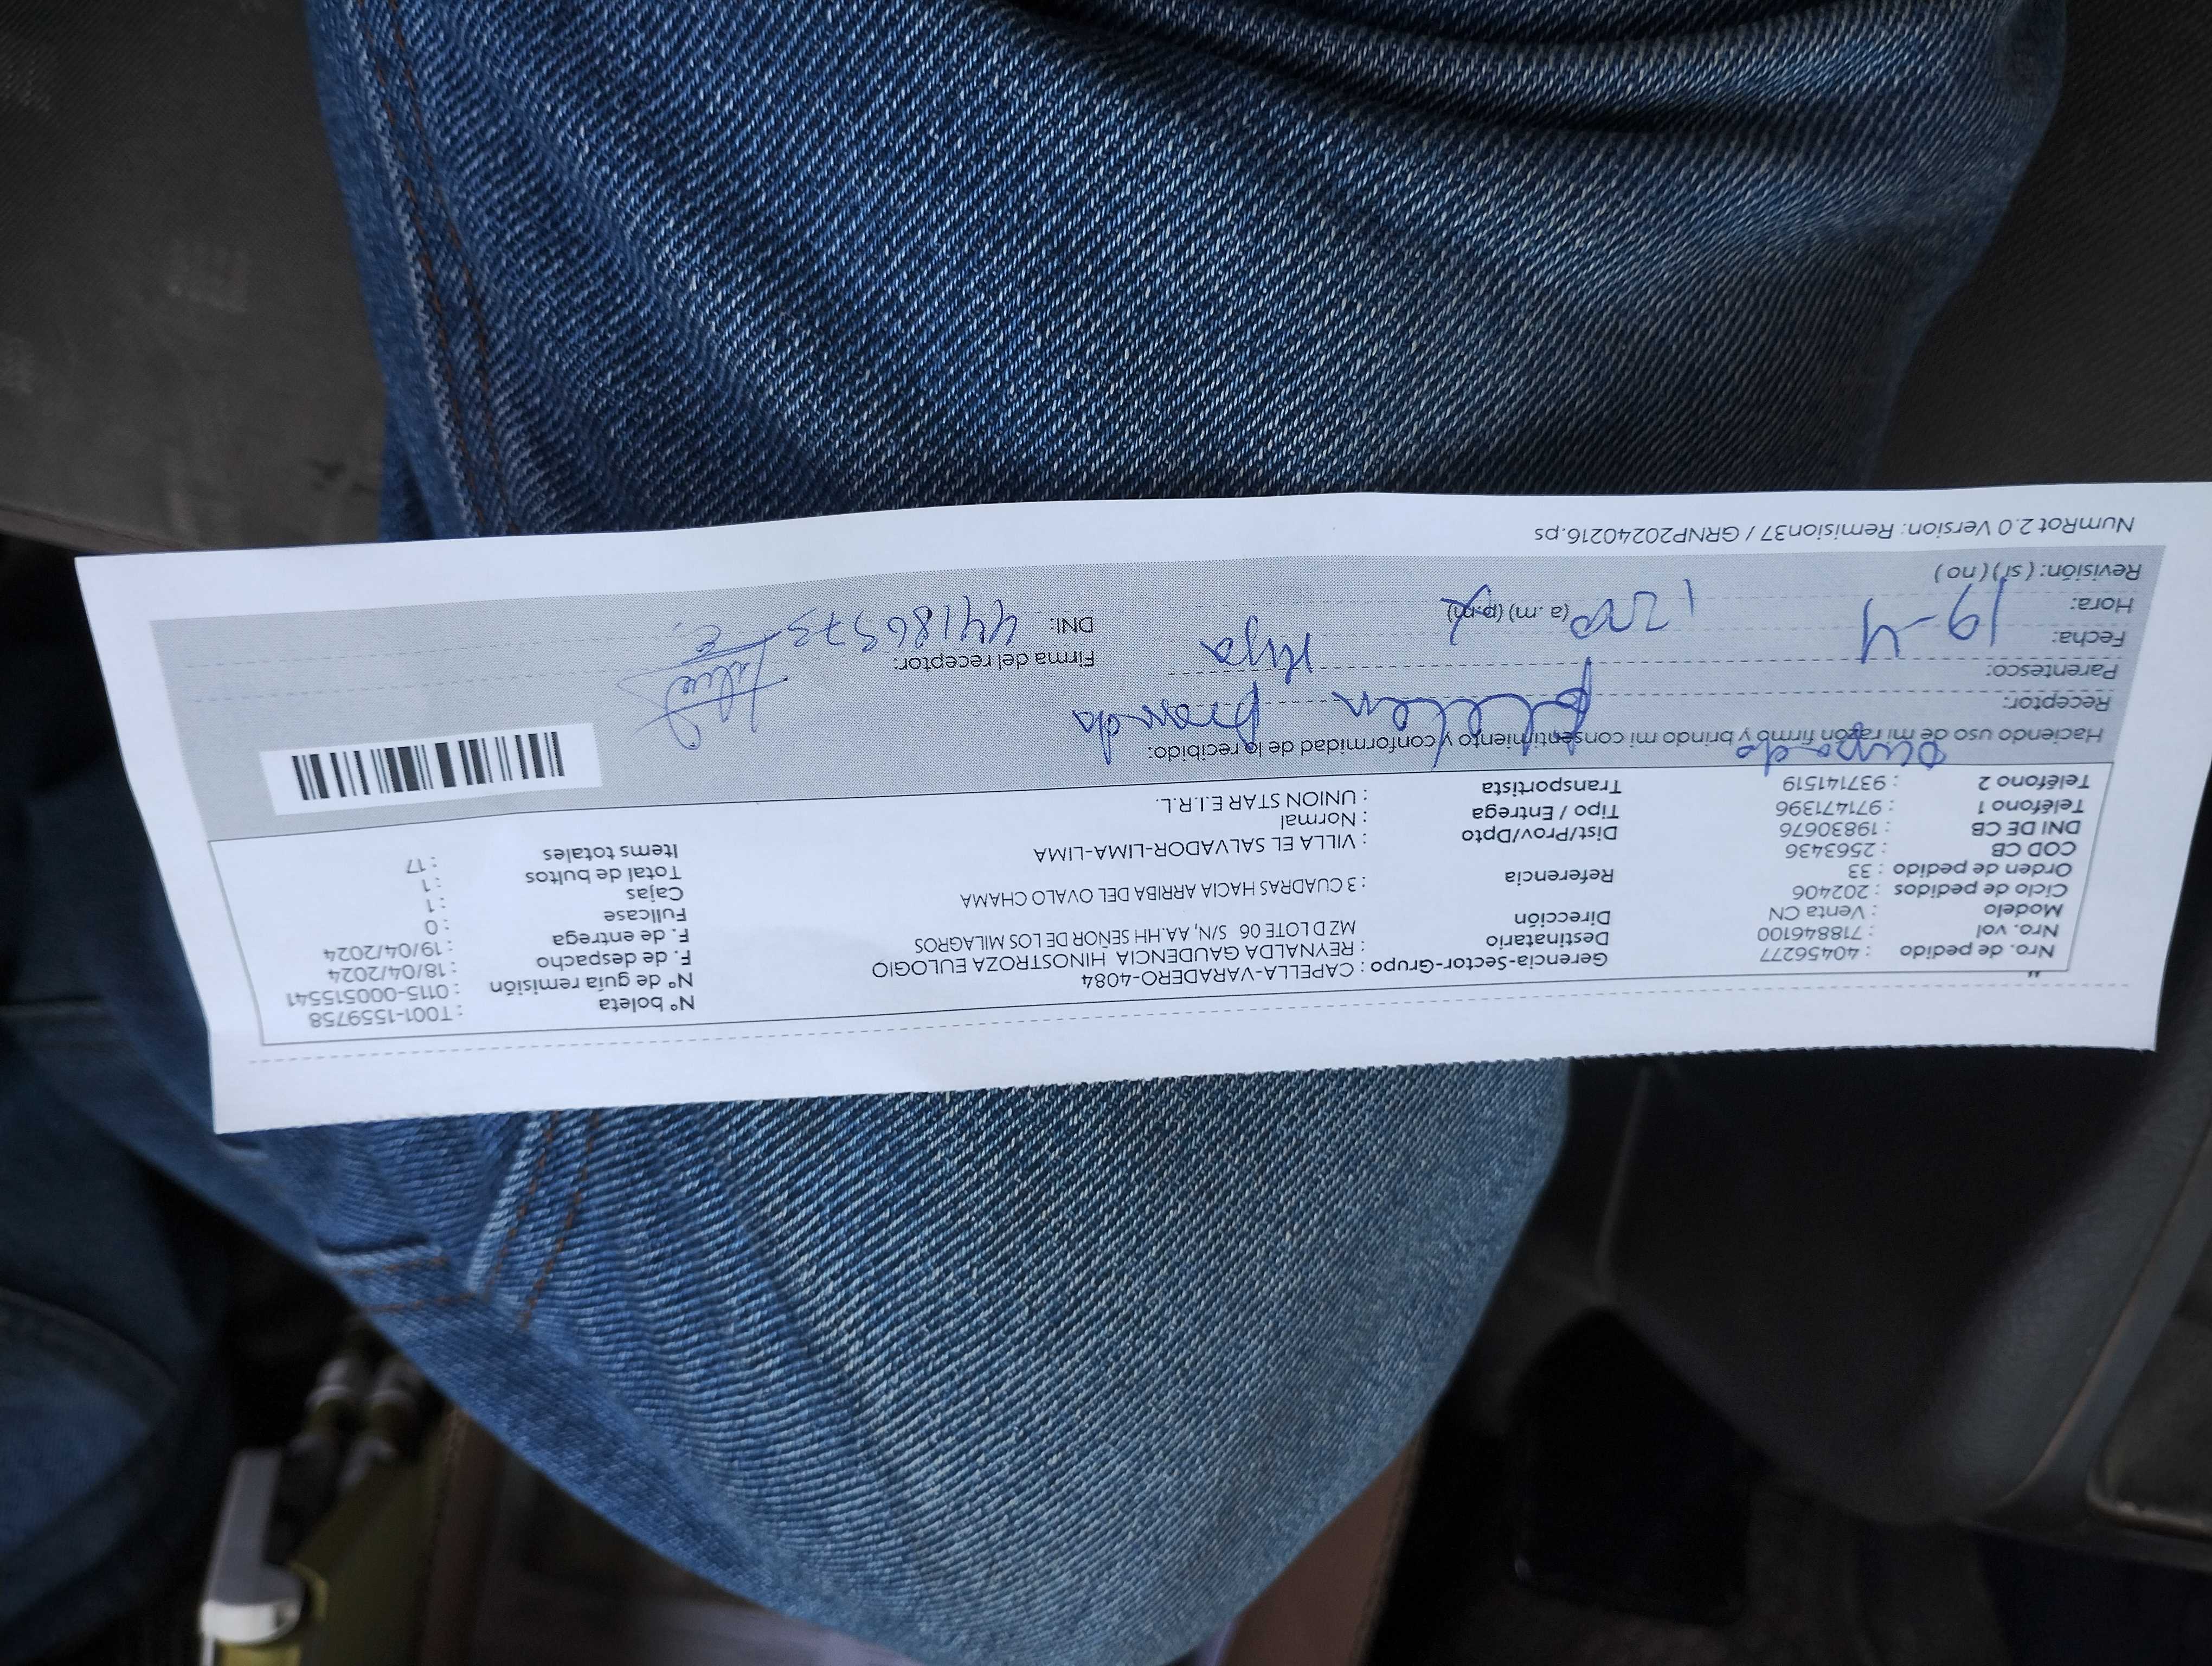 Nro. de pedido : 40456277
Nro. vol : 718846100
Modelo : Venta CN
Ciclo de pedidos : 202406
Orden de pedido : 33
COD CB : 2563436
DNI DE CB : 19830676
Teléfono 1 : 971471396
Teléfono 2 : 937141519
Gerencia-Sector-Grupo : CAPELLA-VARADERO-4084
Destinatario : REYNALDA GAUDENCIA HINOSTROZA EULOGIO
Dirección MZ D LOTE 06 S/N, AA.HH SEÑOR DE LOS MILAGROS
Referencia : 3 CUADRAS HACIA ARRIBA DEL OVALO CHAMA
Dist/Prov/Dpto : VILLA EL SALVADOR-LIMA-LIMA
Tipo / Entrega : Normal
Transportista : UNION STAR E.I.R.L.
N° boleta : T001-1559758
N° de guía remisión : 0115-000515541
F. de despacho : 18/04/2024
F. de entrega : 19/04/2024
Fullcase : 0
Cajas : 1
Total de bultos : 1
Items totales : 17
Haciendo uso de mi razón firmo y brindo mi consentimiento y conformidad de lo recibido:
Receptor:
Parentesco: Hija
Fecha: 19-4
Hora: 1200 (a .m) (p.m)
Revisión: ( si ) ( no )
Firma del receptor:
DNI: 44186573
NumRot 2.0 Version: Remision37 / GRNP20240216.ps